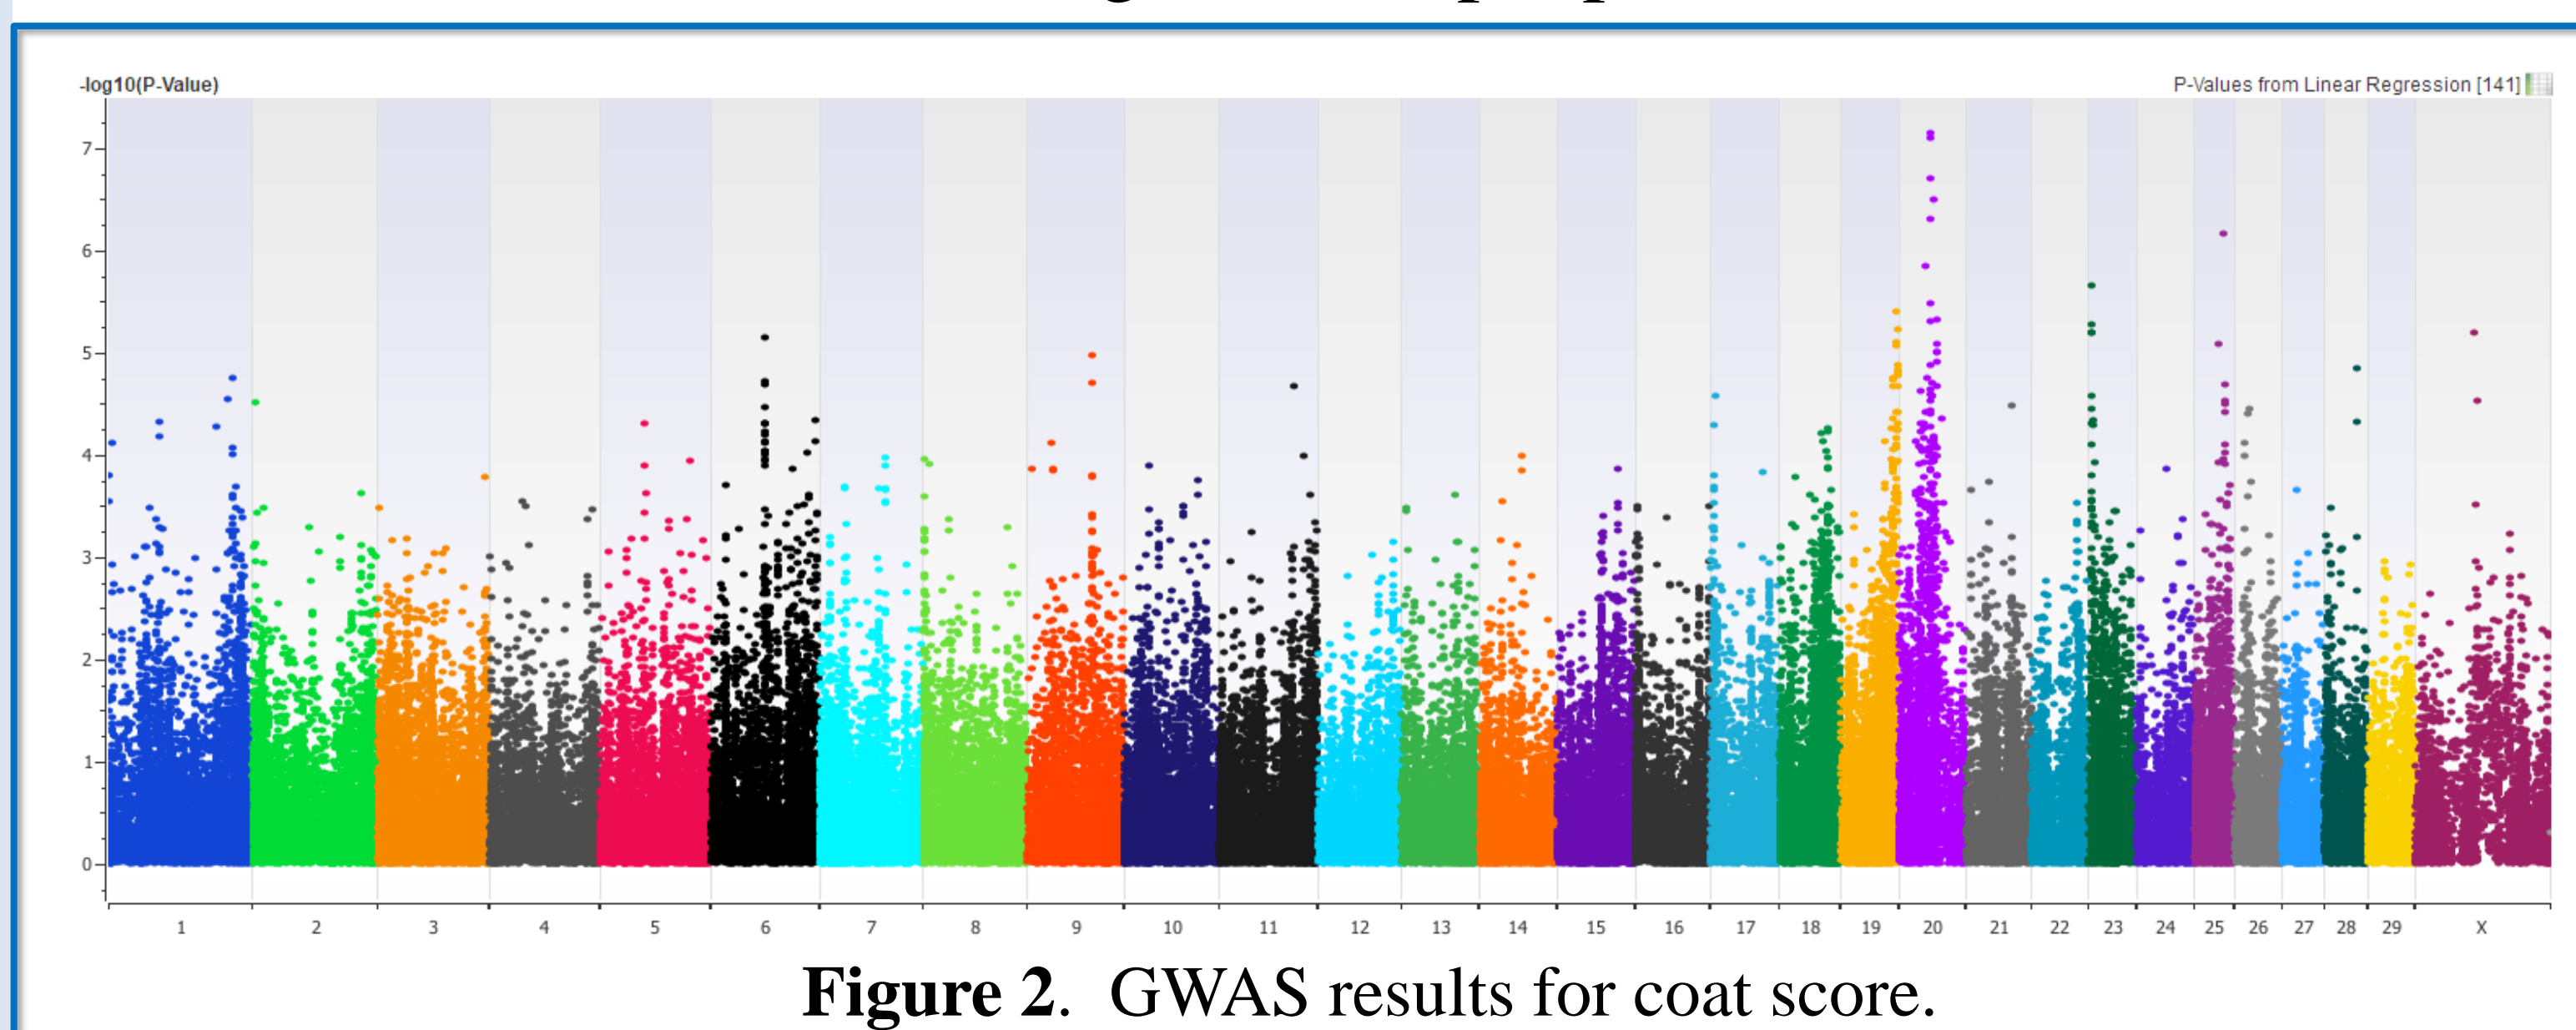 -log10(P-Value)
P-Values from Linear Regression [141]
7
6
5
4
3
2
1
0
1 2 3 4 5 6 7 8 9 10 11 12 13 14 15 16 17 18 19 20 21 22 23 24 25 26 27 28 29 X
Figure 2. GWAS results for coat score.